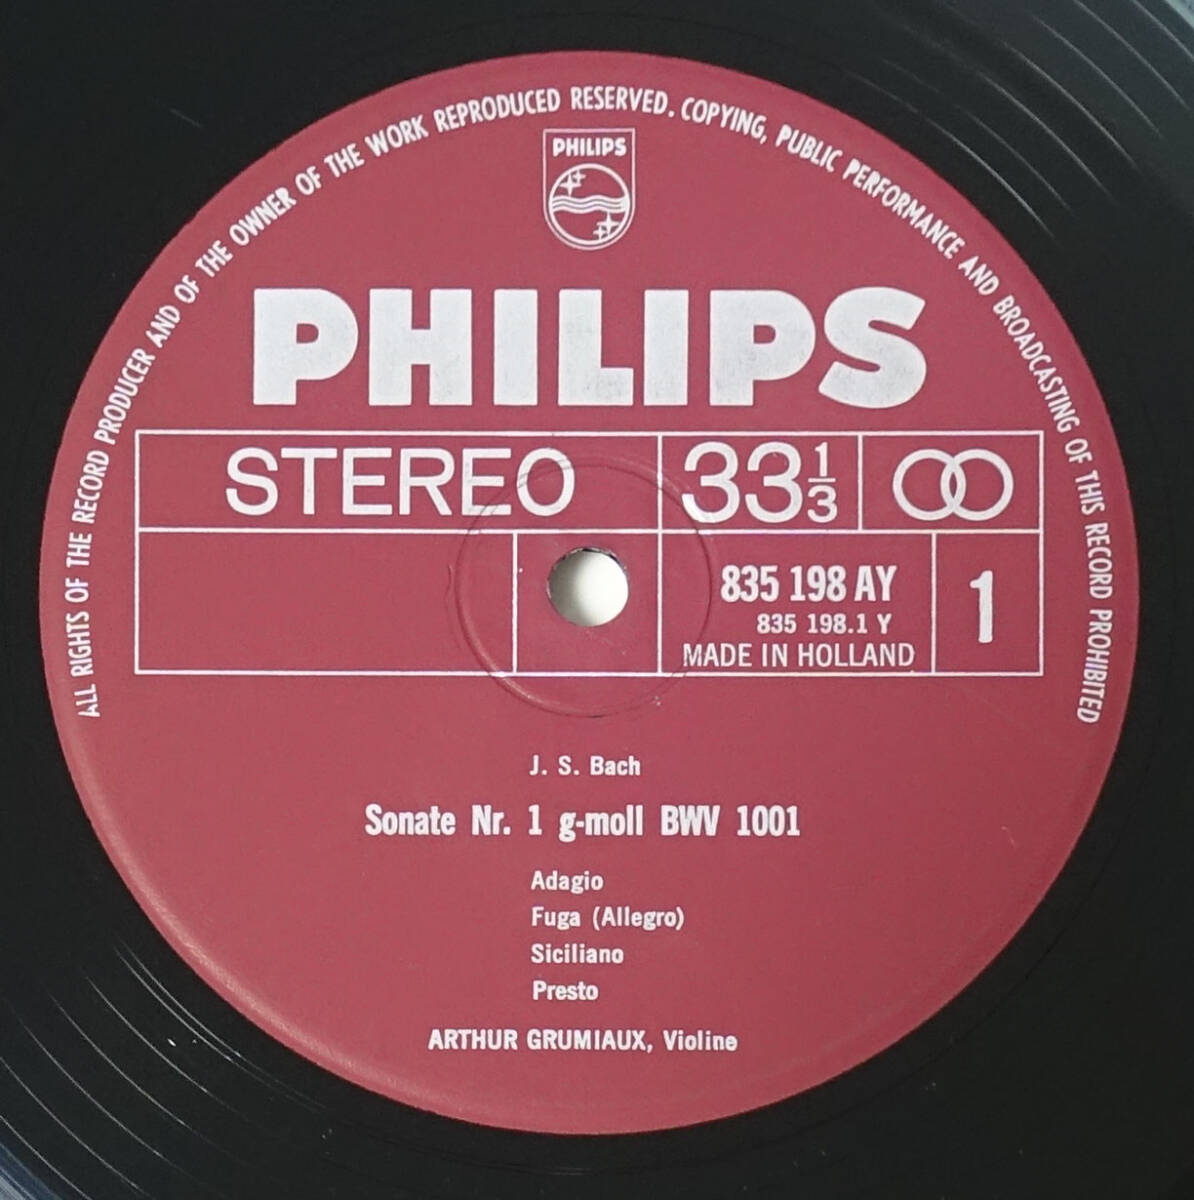 ALL RIGHTS OF THE RECORD PRODUCER AND OF THE OWNER OF THE WORK REPRODUCED RESERVED. COPYING, PUBLIC PERFORMANCE AND BROADCASTING OF THIS RECORD PROHIBITED
PHILIPS
PHILIPS
STEREO 33 1/3
835 198 AY
835 198.1 Y
MADE IN HOLLAND
1
J. S. Bach
Sonate Nr. 1 g-moll BWV 1001
Adagio
Fuga (Allegro)
Siciliano
Presto
ARTHUR GRUMIAUX, Violine